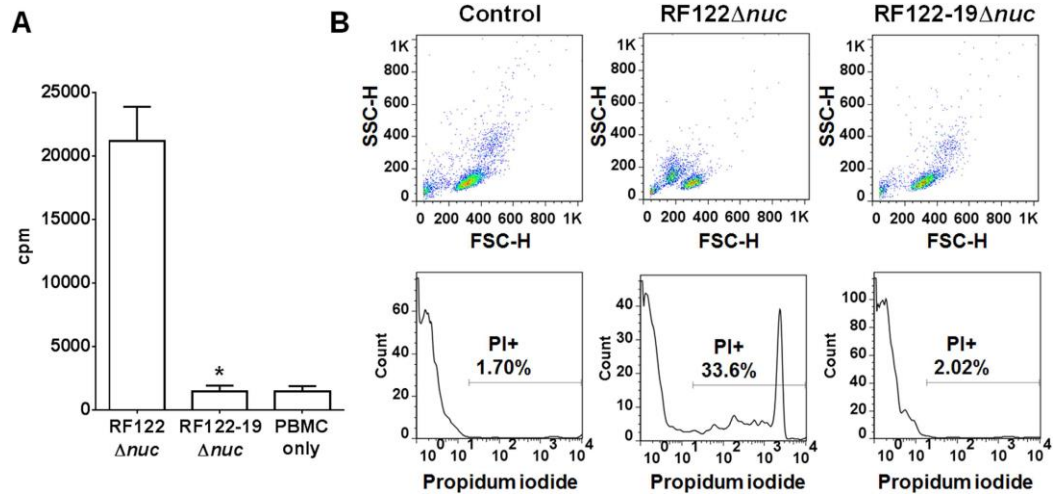 A
25000
20000
15000
10000
5000
0
cpm
*
RF122 Δnuc
RF122-19 Δnuc
PBMC only
B
Control
RF122Δnuc
RF122-19Δnuc
1K
800
600
400
200
0
SSC-H
0 200 400 600 800 1K
FSC-H
1K
800
600
400
200
0
SSC-H
0 200 400 600 800 1K
FSC-H
1K
800
600
400
200
0
SSC-H
0 200 400 600 800 1K
FSC-H
60
40
20
0
Count
PI+
1.70%
0 10¹ 10² 10³ 10⁴
Propidum iodide
40
30
20
10
0
Count
PI+
33.6%
0 10¹ 10² 10³ 10⁴
Propidum iodide
100
80
60
40
20
0
Count
PI+
2.02%
0 10¹ 10² 10³ 10⁴
Propidum iodide